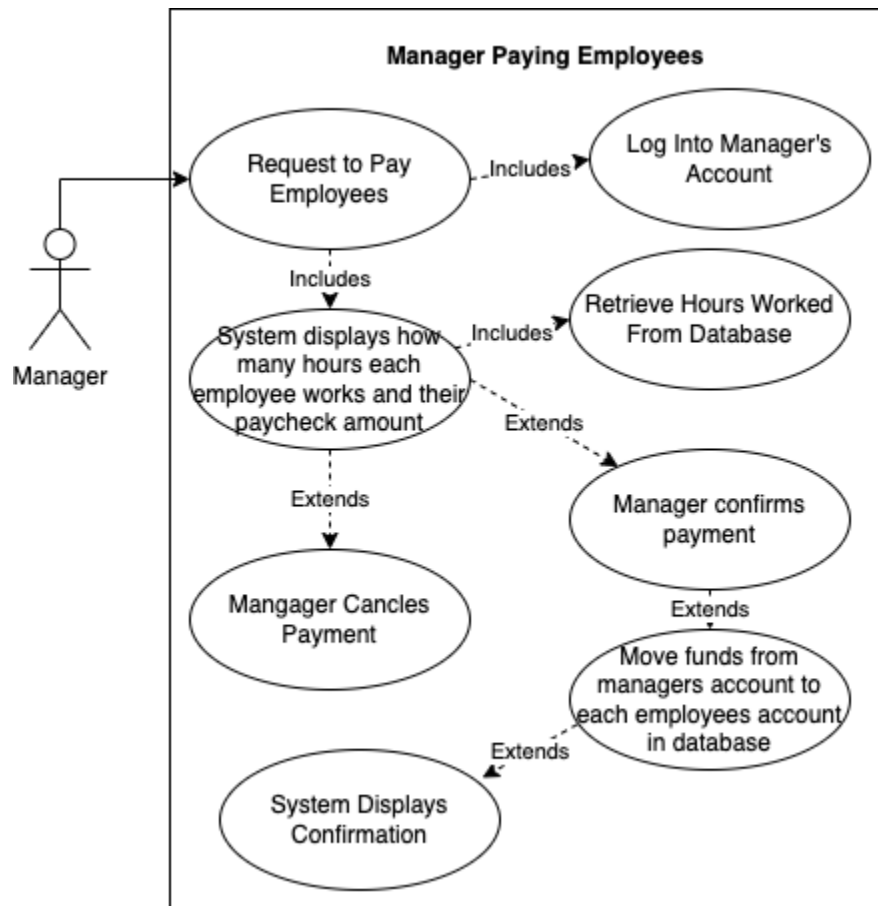 Manager Paying Employees
Request to Pay
Employees
Includes
Log Into Manager's
Account
Manager
Includes
System displays how
many hours each
employee works and their
paycheck amount
Includes
Retrieve Hours Worked
From Database
Extends
Extends
Manager confirms
payment
Mangager Cancles
Payment
Extends
Move funds from
managers account to
each employees account
in database
Extends
System Displays
Confirmation